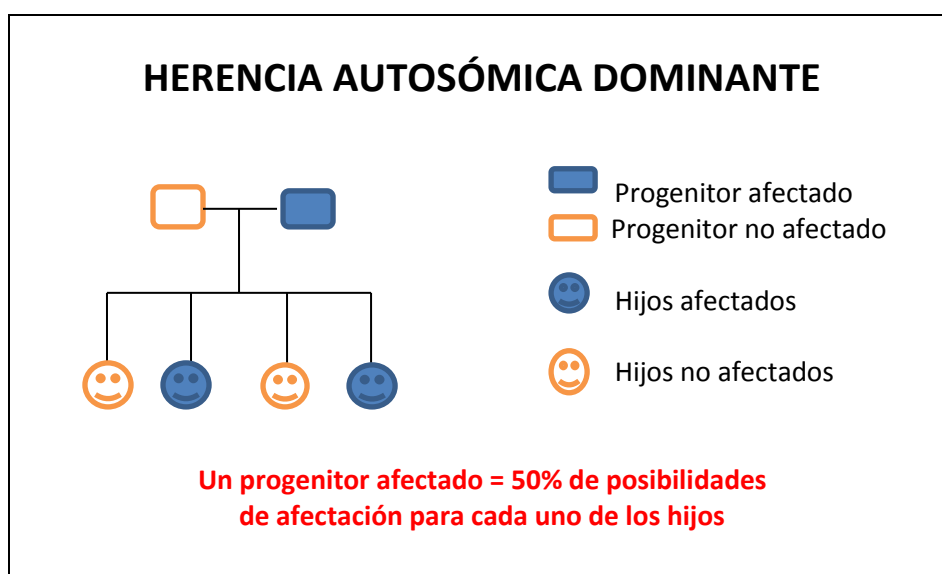 HERENCIA AUTOSÓMICA DOMINANTE
Progenitor afectado
Progenitor no afectado
Hijos afectados
Hijos no afectados
Un progenitor afectado = 50% de posibilidades
de afectación para cada uno de los hijos